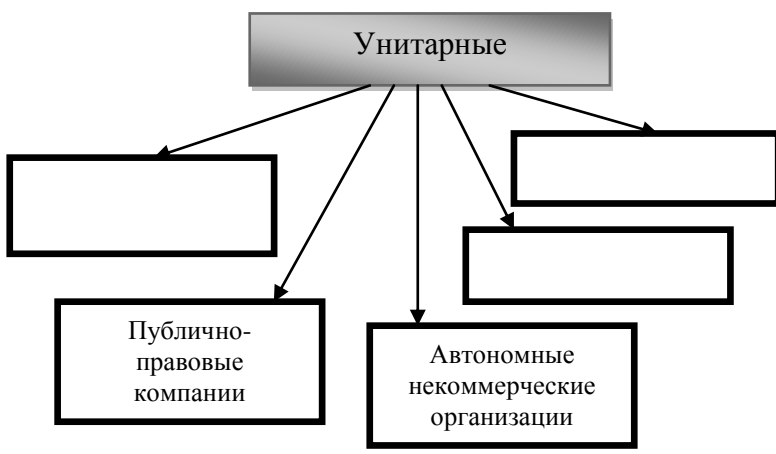 Унитарные
Публично-
правовые
компании
Автономные
некоммерческие
организации